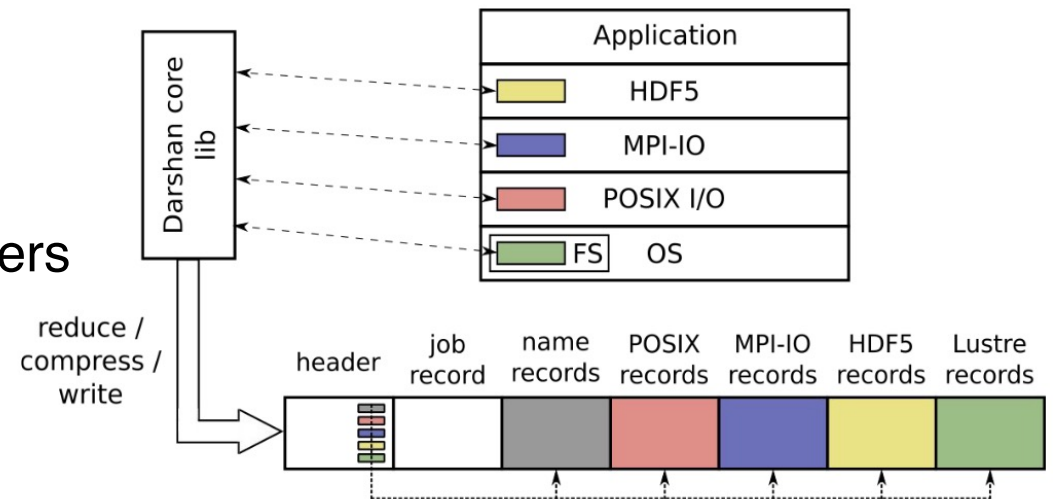 Application
HDF5
MPI-IO
POSIX I/O
FS OS
Darshan core
lib
ers
reduce /
compress /
write
header
job
record
name
records
POSIX
records
MPI-IO
records
HDF5
records
Lustre
records